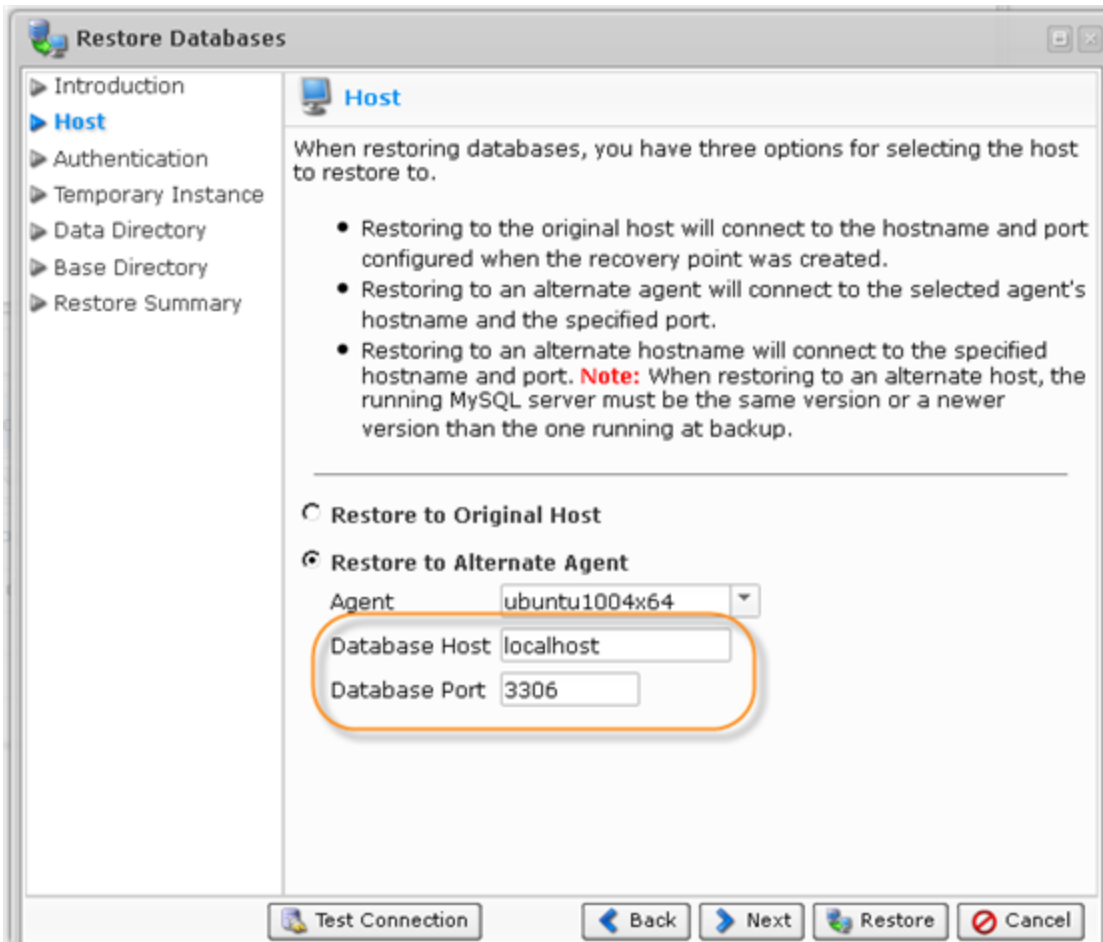 Restore Databases
Introduction
Host
Authentication
Temporary Instance
Data Directory
Base Directory
Restore Summary
Host
When restoring databases, you have three options for selecting the host
to restore to.
• Restoring to the original host will connect to the hostname and port
configured when the recovery point was created.
• Restoring to an alternate agent will connect to the selected agent's
hostname and the specified port.
• Restoring to an alternate hostname will connect to the specified
hostname and port. Note: When restoring to an alternate host, the
running MySQL server must be the same version or a newer
version than the one running at backup.
Restore to Original Host
Restore to Alternate Agent
Agent ubuntu1004x64
Database Host localhost
Database Port 3306
Test Connection Back Next Restore Cancel